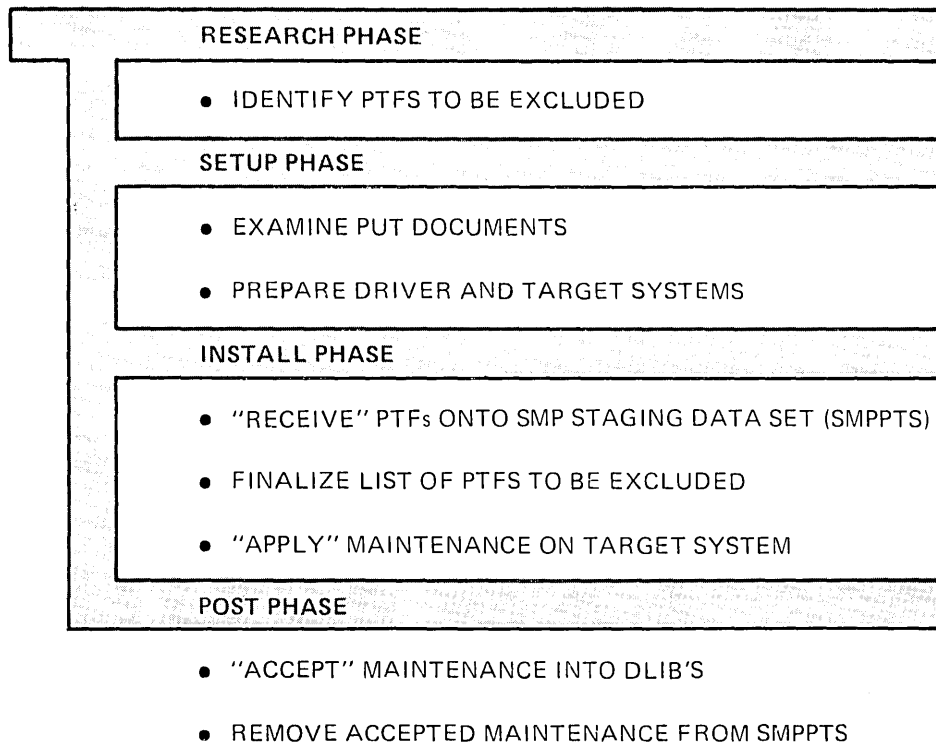 RESEARCH PHASE
• IDENTIFY PTFS TO BE EXCLUDED
SETUP PHASE
• EXAMINE PUT DOCUMENTS
• PREPARE DRIVER AND TARGET SYSTEMS
INSTALL PHASE
• "RECEIVE" PTFs ONTO SMP STAGING DATA SET (SMPPTS)
• FINALIZE LIST OF PTFS TO BE EXCLUDED
• "APPLY" MAINTENANCE ON TARGET SYSTEM
POST PHASE
• "ACCEPT" MAINTENANCE INTO DLIB'S
• REMOVE ACCEPTED MAINTENANCE FROM SMPPTS